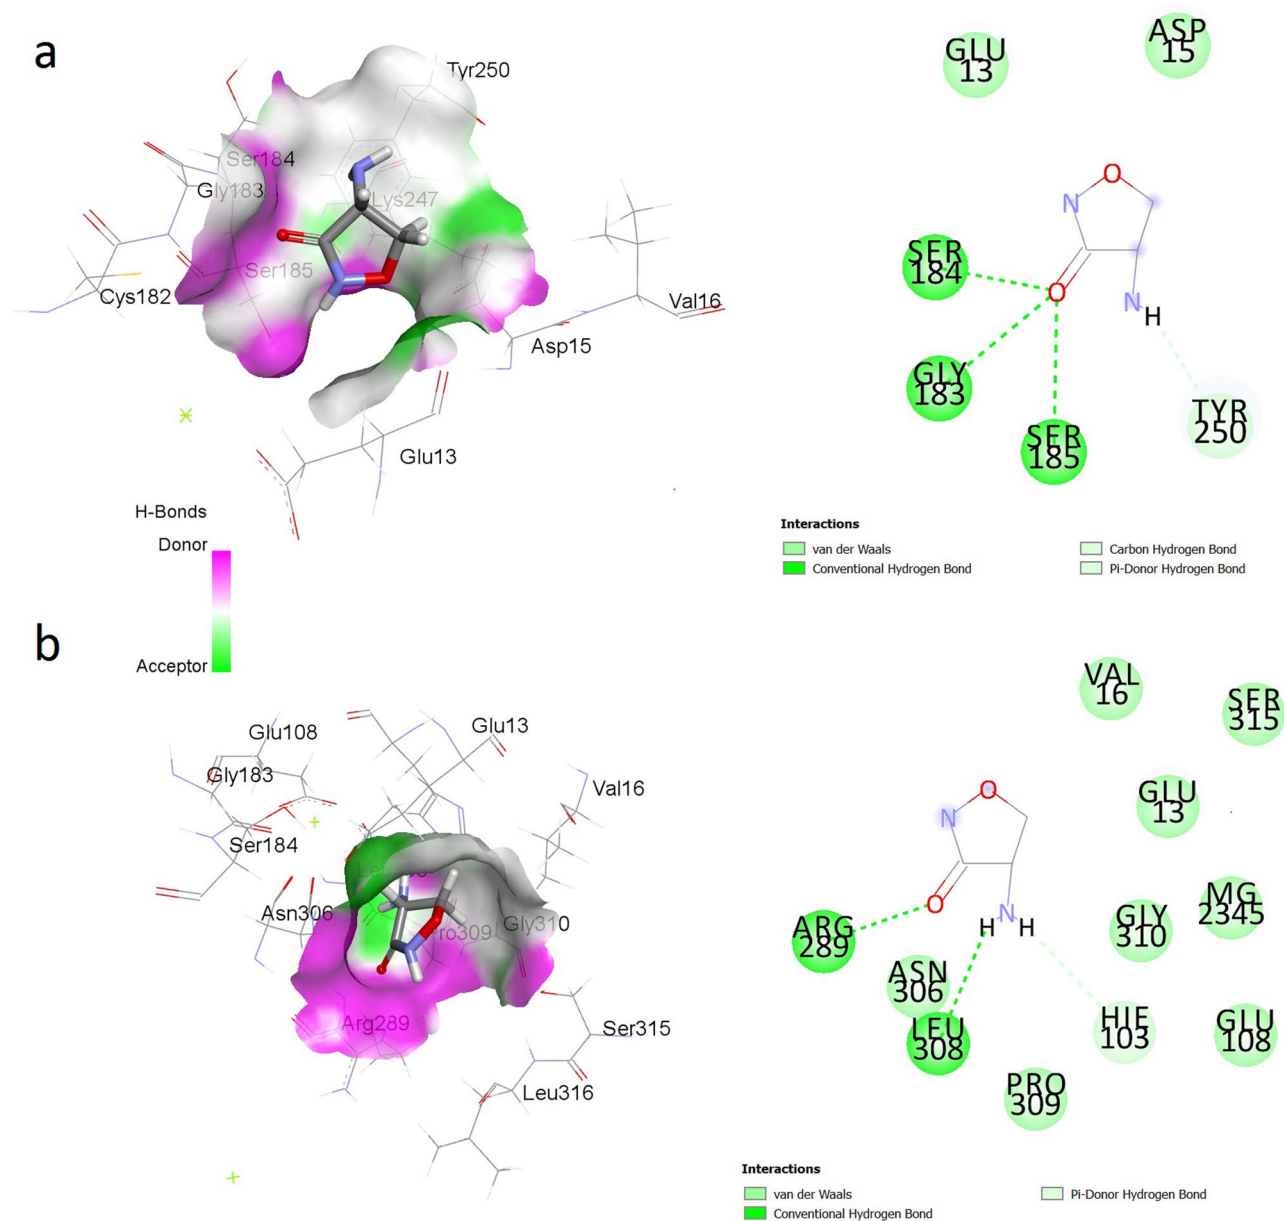 a
Tyr250
Ser184
Gly183
Lys247
Ser185
Cys182
Val16
Asp15
Glu13
GLU
13
ASP
15
O
N
O
N
H
SER
184
GLY
183
SER
185
TYR
250
Interactions
van der Waals
Conventional Hydrogen Bond
Carbon Hydrogen Bond
Pi-Donor Hydrogen Bond
H-Bonds
Donor
Acceptor
b
Glu108
Glu13
Gly183
Val16
Ser184
Asn306
Pro309
Gly310
Arg289
Ser315
Leu316
VAL
16
SER
315
GLU
13
O
N
O
N
H H
MG
2345
GLY
310
ARG
289
ASN
306
LEU
308
HIE
103
GLU
108
PRO
309
Interactions
van der Waals
Conventional Hydrogen Bond
Pi-Donor Hydrogen Bond